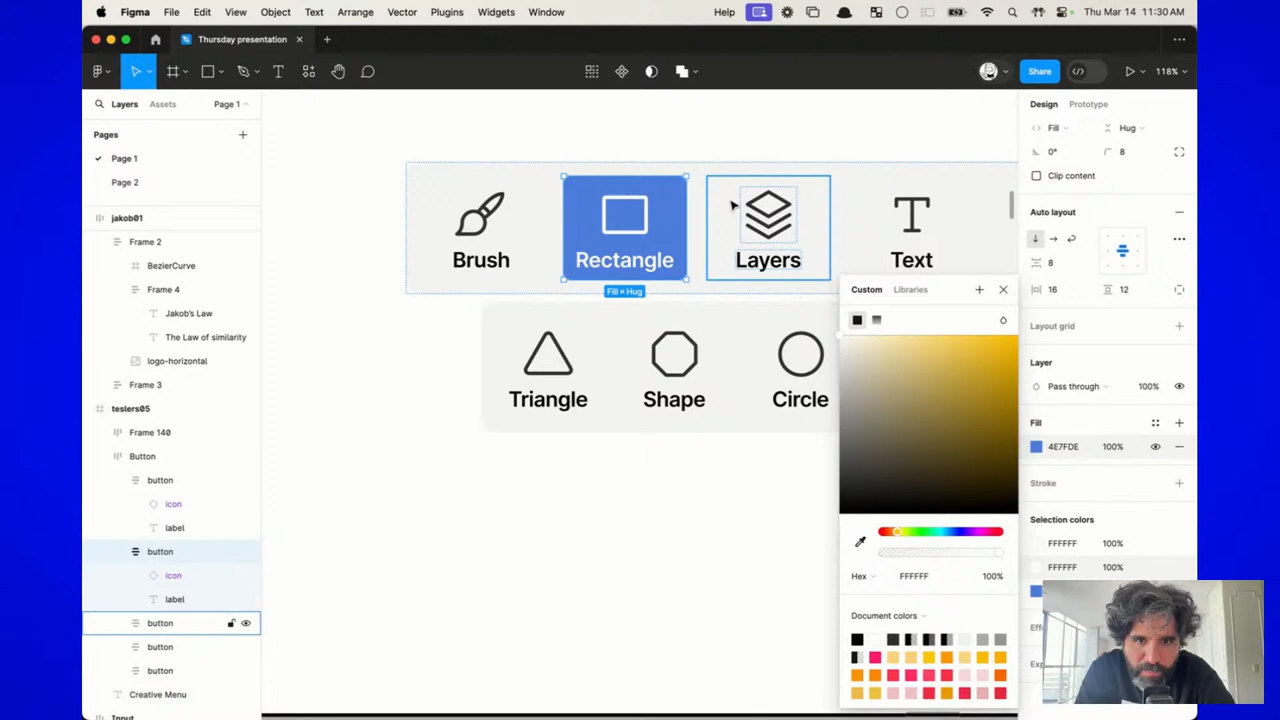 Figma File Edit View Object Text Arrange Vector Plugins Widgets Window Help Thu Mar 14 11:30 AM
Thursday presentation
Share 118%
Layers Assets Page 1
Pages
Page 1
Page 2
jakob01
Frame 2
BezierCurve
Frame 4
Jakob's Law
The Law of similarity
logo-horizontal
Frame 3
teslers05
Frame 140
Button
button
icon
label
button
icon
label
button
button
button
Creative Menu
Input
Brush Rectangle Layers Text
Fill × Hug
Triangle Shape Circle
Custom Libraries
Hex FFFFFF 100%
Document colors
Design Prototype
Fill Hug
0° 8
Clip content
Auto layout
8
16 12
Layout grid
Layer
Pass through 100%
Fill
4E7FDE 100%
Stroke
Selection colors
FFFFFF 100%
FFFFFF 100%